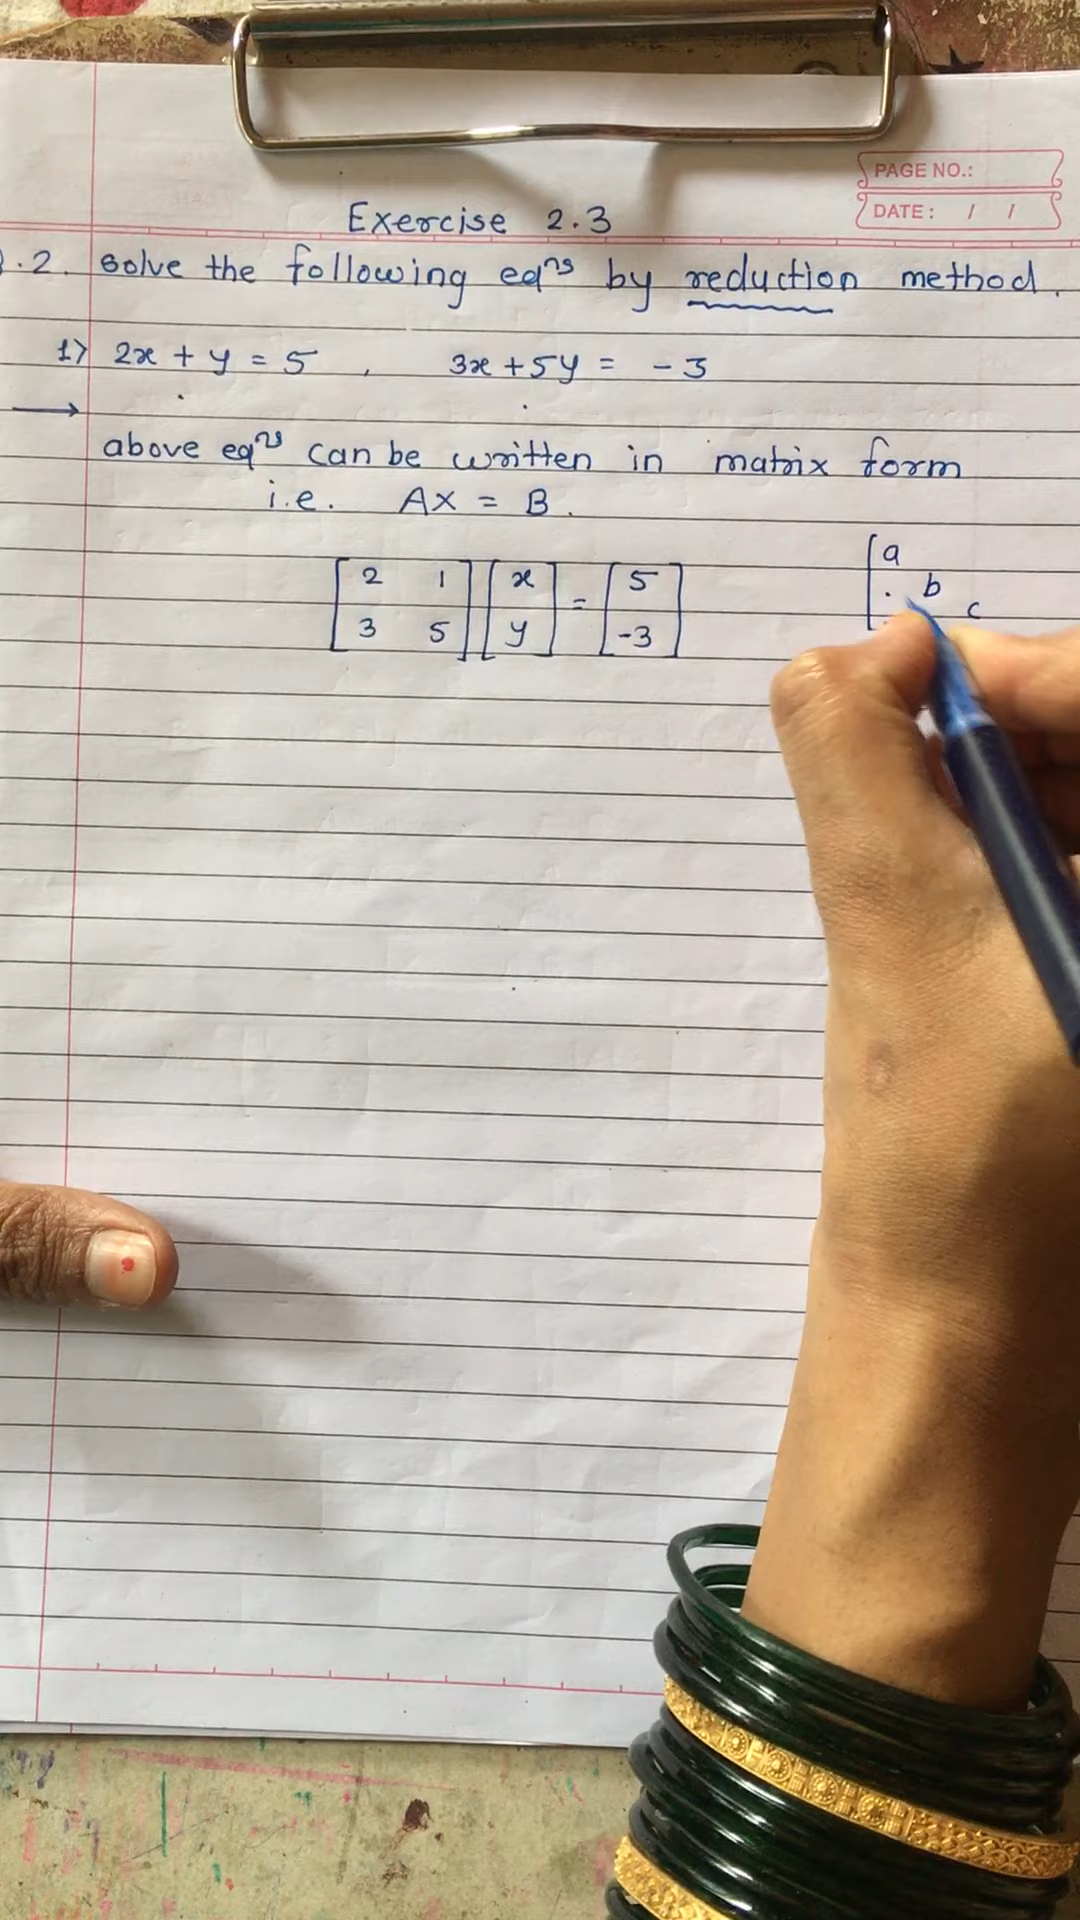 PAGE NO.:
DATE: / /
Exercise 2.3
.2. Solve the following eqⁿˢ by reduction method.
1) 2x + y = 5 , 3x + 5y = -3
→
above eqⁿˢ can be written in matrix form
i.e. AX = B.
[2 1] [x] = [5]
[3 5] [y] [-3]
[a
. b
c